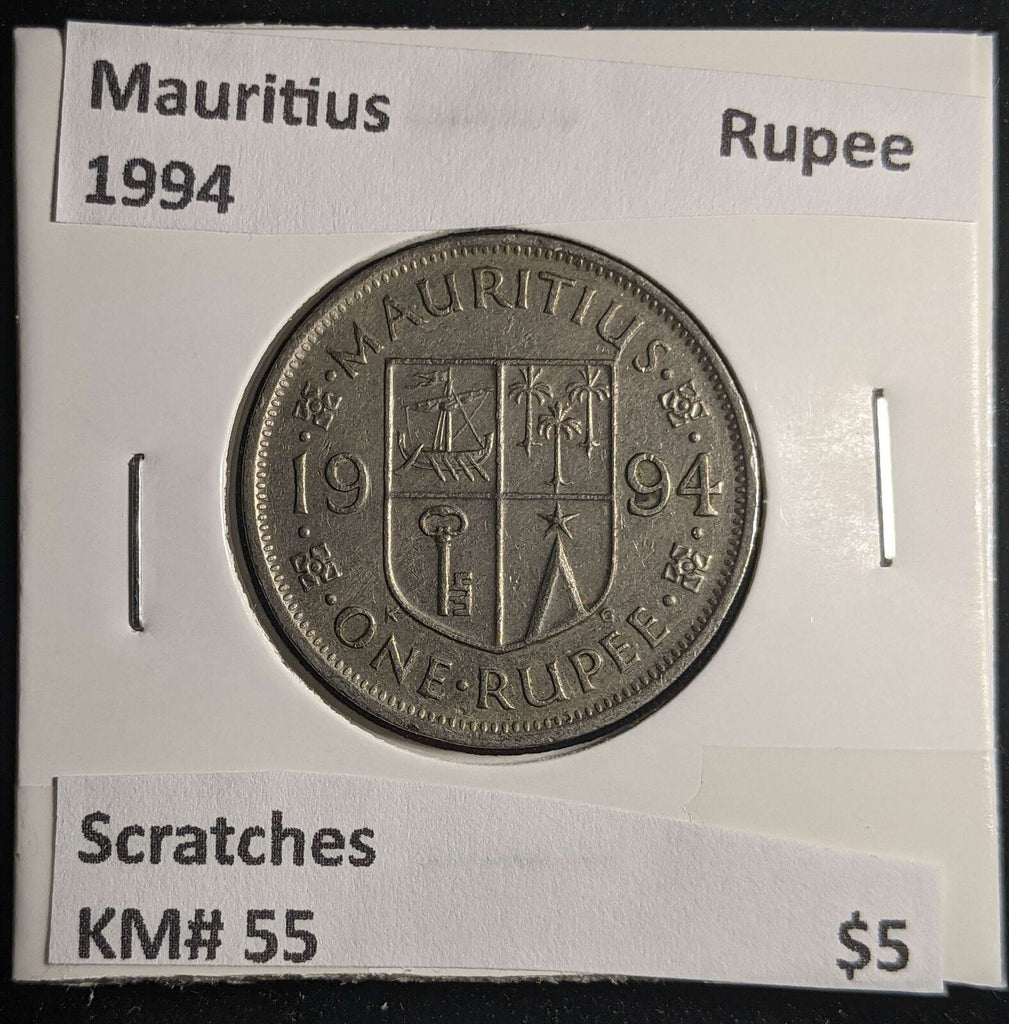 Mauritius Rupee
1994
MAURITIUS
19 94
K G
ONE·RUPEE
Scratches
KM# 55 $5